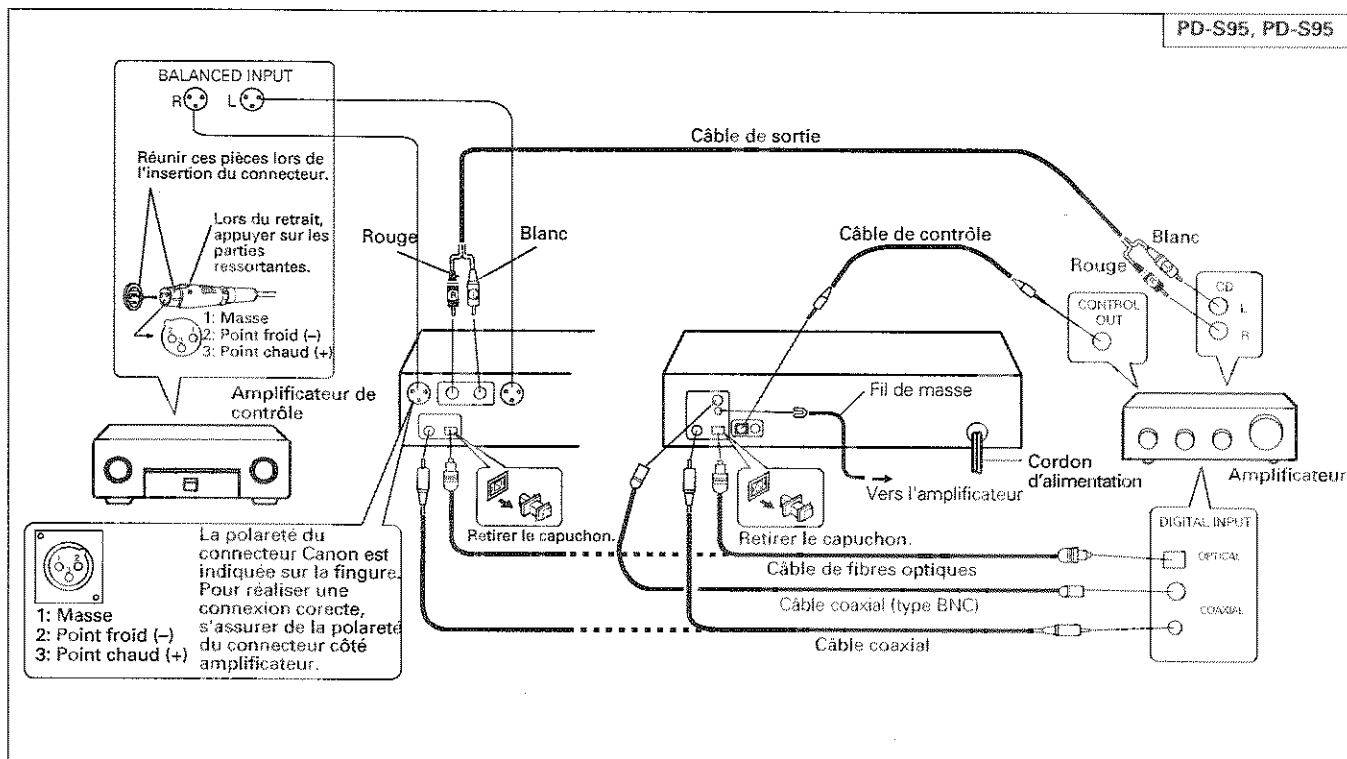 PD-S95, PD-S95
BALANCED INPUT
R
L
Réunir ces pièces lors de
l'insertion du connecteur.
Lors du retrait,
appuyer sur les
parties
ressortantes.
1: Masse
2: Point froid (–)
3: Point chaud (+)
Amplificateur de
contrôle
Rouge
Blanc
Câble de sortie
Câble de contrôle
Blanc
Rouge
CONTROL
OUT
CD
L
R
Fil de masse
Cordon
d'alimentation
Vers l'amplificateur
Amplificateur
Retirer le capuchon.
Retirer le capuchon.
DIGITAL INPUT
OPTICAL
COAXIAL
Câble de fibres optiques
Câble coaxial (type BNC)
Câble coaxial
1: Masse
2: Point froid (–)
3: Point chaud (+)
La polareté du
connecteur Canon est
indiquée sur la fingure.
Pour réaliser une
connexion corecte,
s'assurer de la polareté
du connecteur côté
amplificateur.